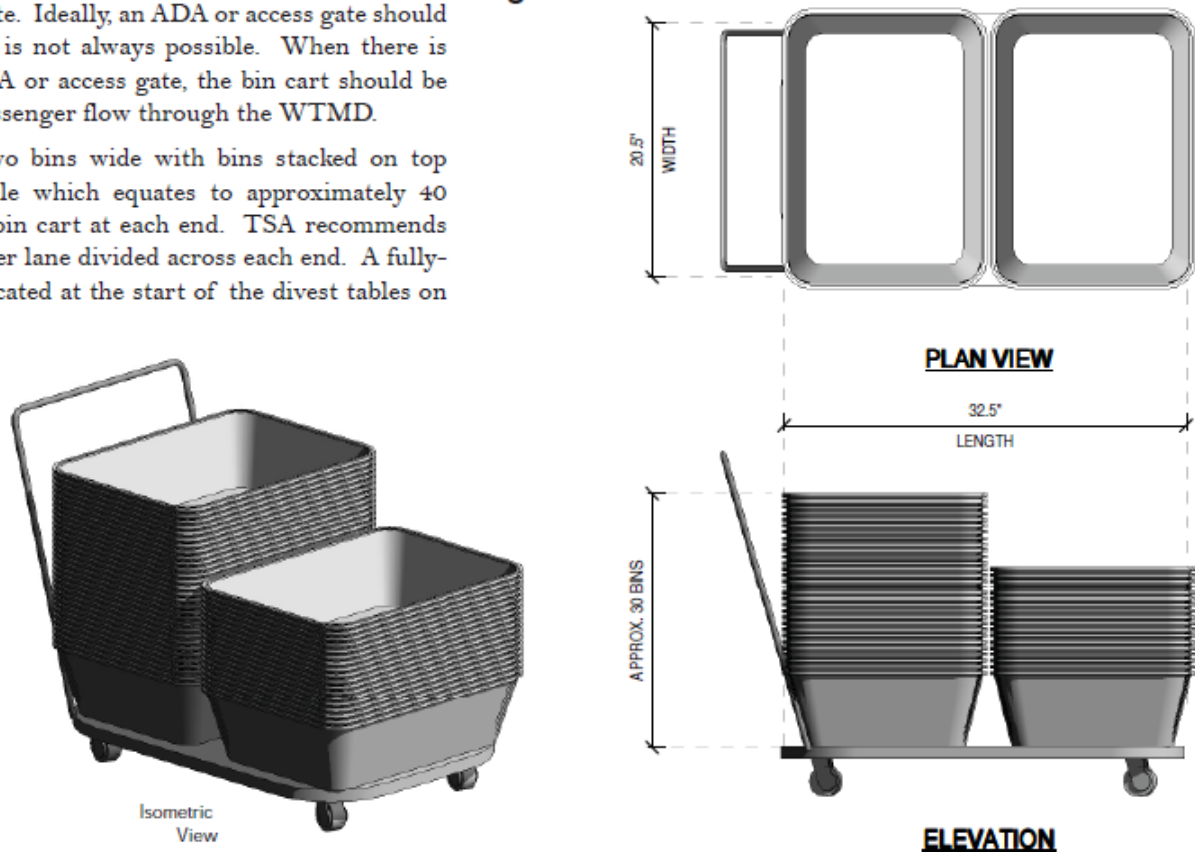 te. Ideally, an ADA or access gate should
is not always possible. When there is
A or access gate, the bin cart should be
ssenger flow through the WTMD.
wo bins wide with bins stacked on top
le which equates to approximately 40
bin cart at each end. TSA recommends
er lane divided across each end. A fully-
cated at the start of the divest tables on
Isometric
View
20.5"
WIDTH
PLAN VIEW
32.5"
LENGTH
APPROX. 30 BINS
ELEVATION